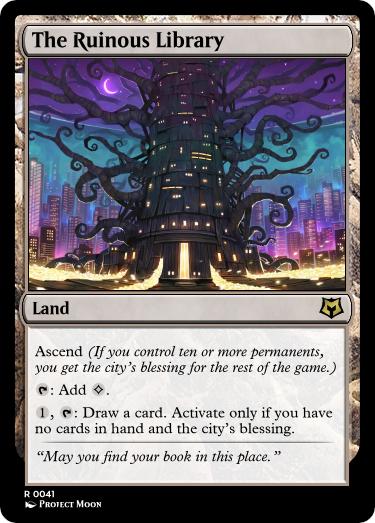 The Ruinous Library
Land
Ascend (If you control ten or more permanents,
you get the city's blessing for the rest of the game.)
: Add .
1, : Draw a card. Activate only if you have
no cards in hand and the city's blessing.
“May you find your book in this place.”
R 0041
Project Moon